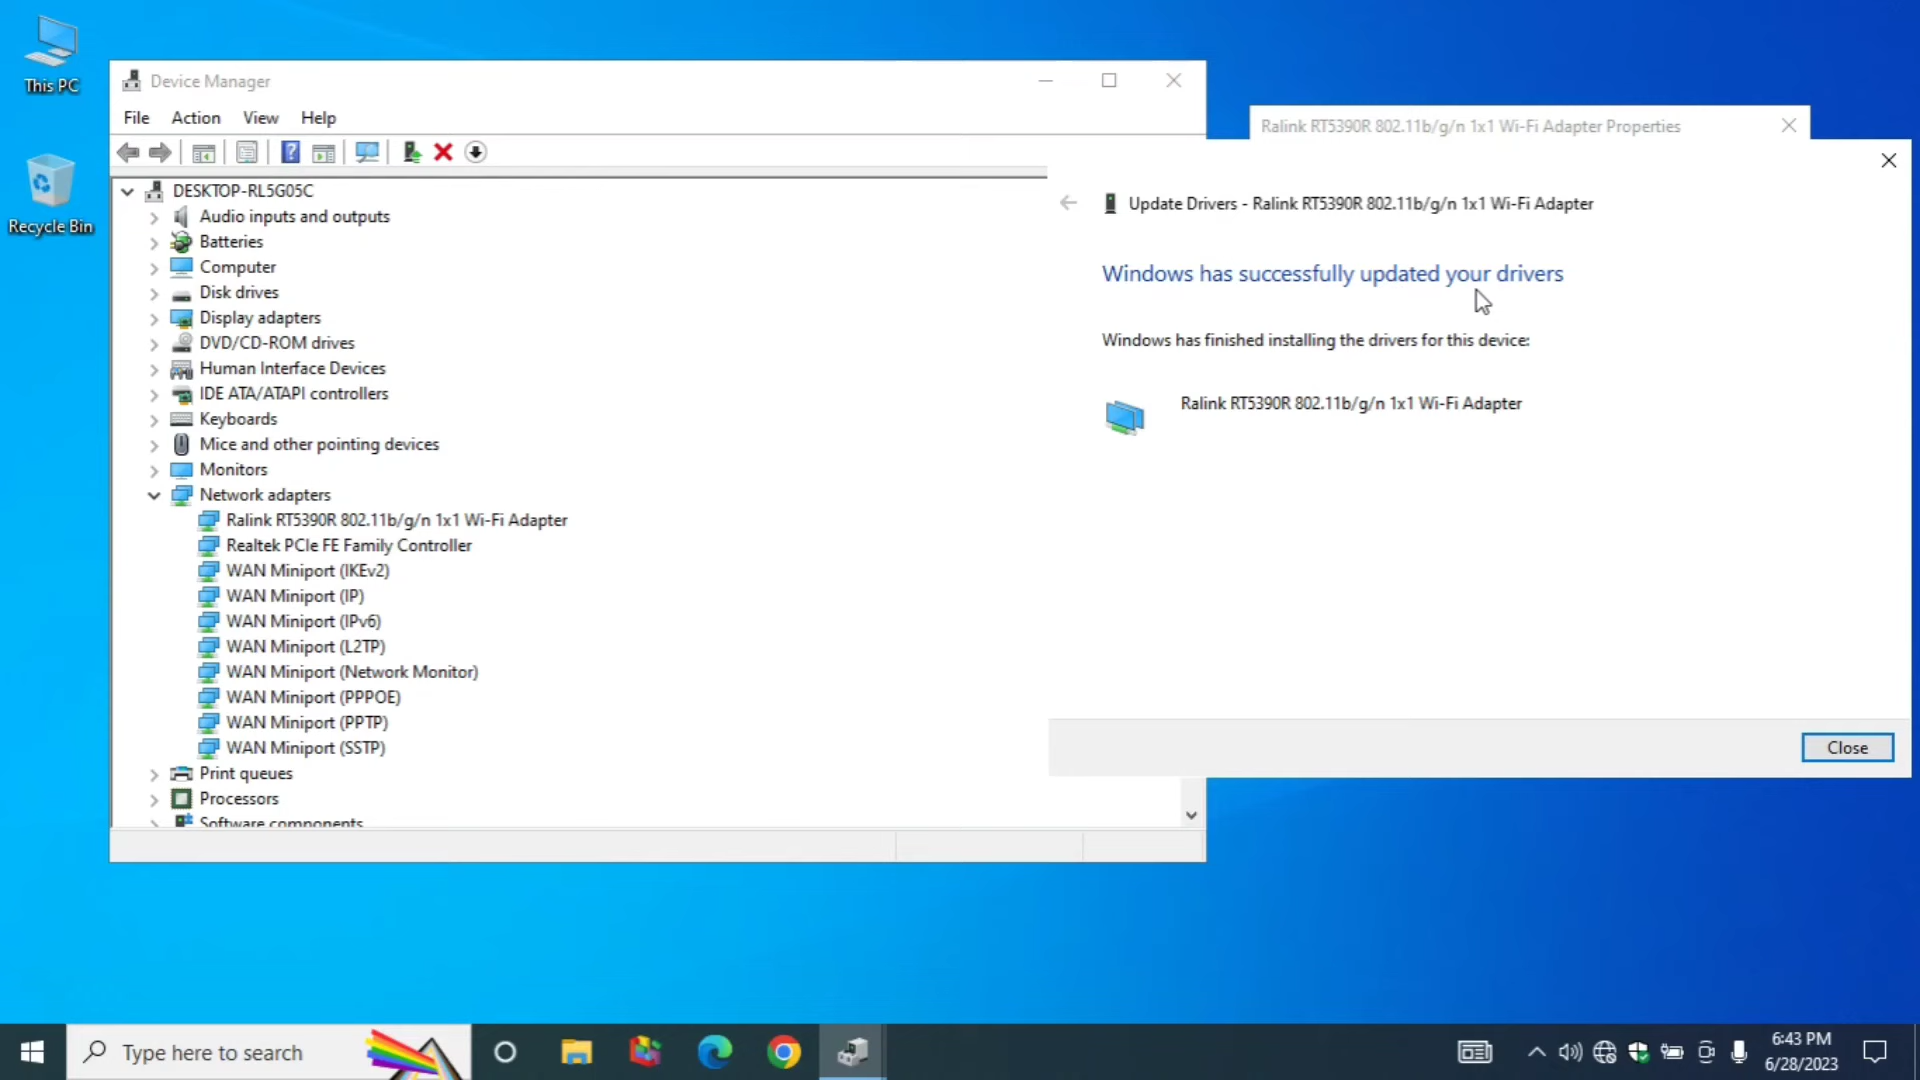 This PC
Recycle Bin
Device Manager
File Action View Help
DESKTOP-RL5G05C
Audio inputs and outputs
Batteries
Computer
Disk drives
Display adapters
DVD/CD-ROM drives
Human Interface Devices
IDE ATA/ATAPI controllers
Keyboards
Mice and other pointing devices
Monitors
Network adapters
Ralink RT5390R 802.11b/g/n 1x1 Wi-Fi Adapter
Realtek PCIe FE Family Controller
WAN Miniport (IKEv2)
WAN Miniport (IP)
WAN Miniport (IPv6)
WAN Miniport (L2TP)
WAN Miniport (Network Monitor)
WAN Miniport (PPPOE)
WAN Miniport (PPTP)
WAN Miniport (SSTP)
Print queues
Processors
Software components
Ralink RT5390R 802.11b/g/n 1x1 Wi-Fi Adapter Properties
Update Drivers - Ralink RT5390R 802.11b/g/n 1x1 Wi-Fi Adapter
Windows has successfully updated your drivers
Windows has finished installing the drivers for this device:
Ralink RT5390R 802.11b/g/n 1x1 Wi-Fi Adapter
Close
Type here to search
6:43 PM
6/28/2023